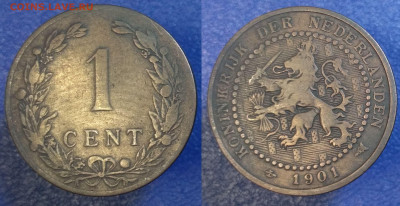 1
CENT
KONINKRIJK DER NEDERLANDEN
1901